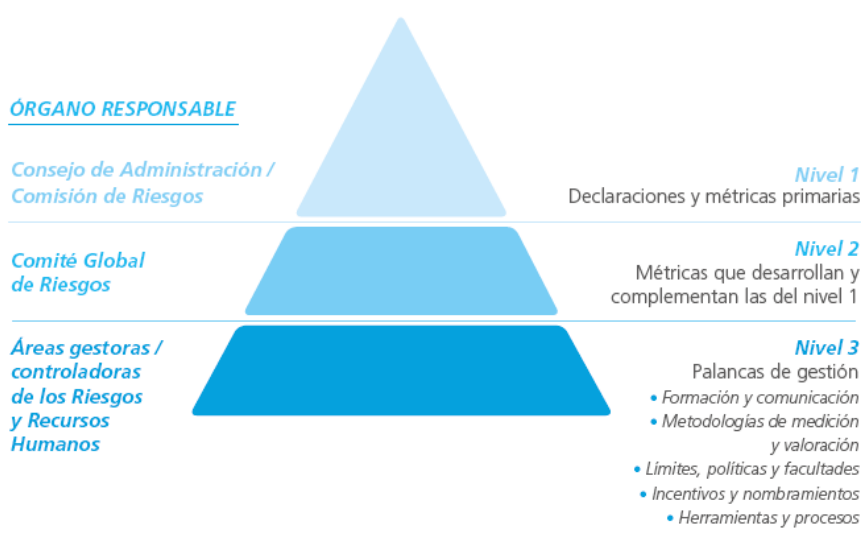 ÓRGANO RESPONSABLE
Consejo de Administración /
Comisión de Riesgos
Nivel 1
Declaraciones y métricas primarias
Comité Global
de Riesgos
Nivel 2
Métricas que desarrollan y
complementan las del nivel 1
Áreas gestoras /
controladoras
de los Riesgos
y Recursos
Humanos
Nivel 3
Palancas de gestión
• Formación y comunicación
• Metodologías de medición
y valoración
• Límites, políticas y facultades
• Incentivos y nombramientos
• Herramientas y procesos